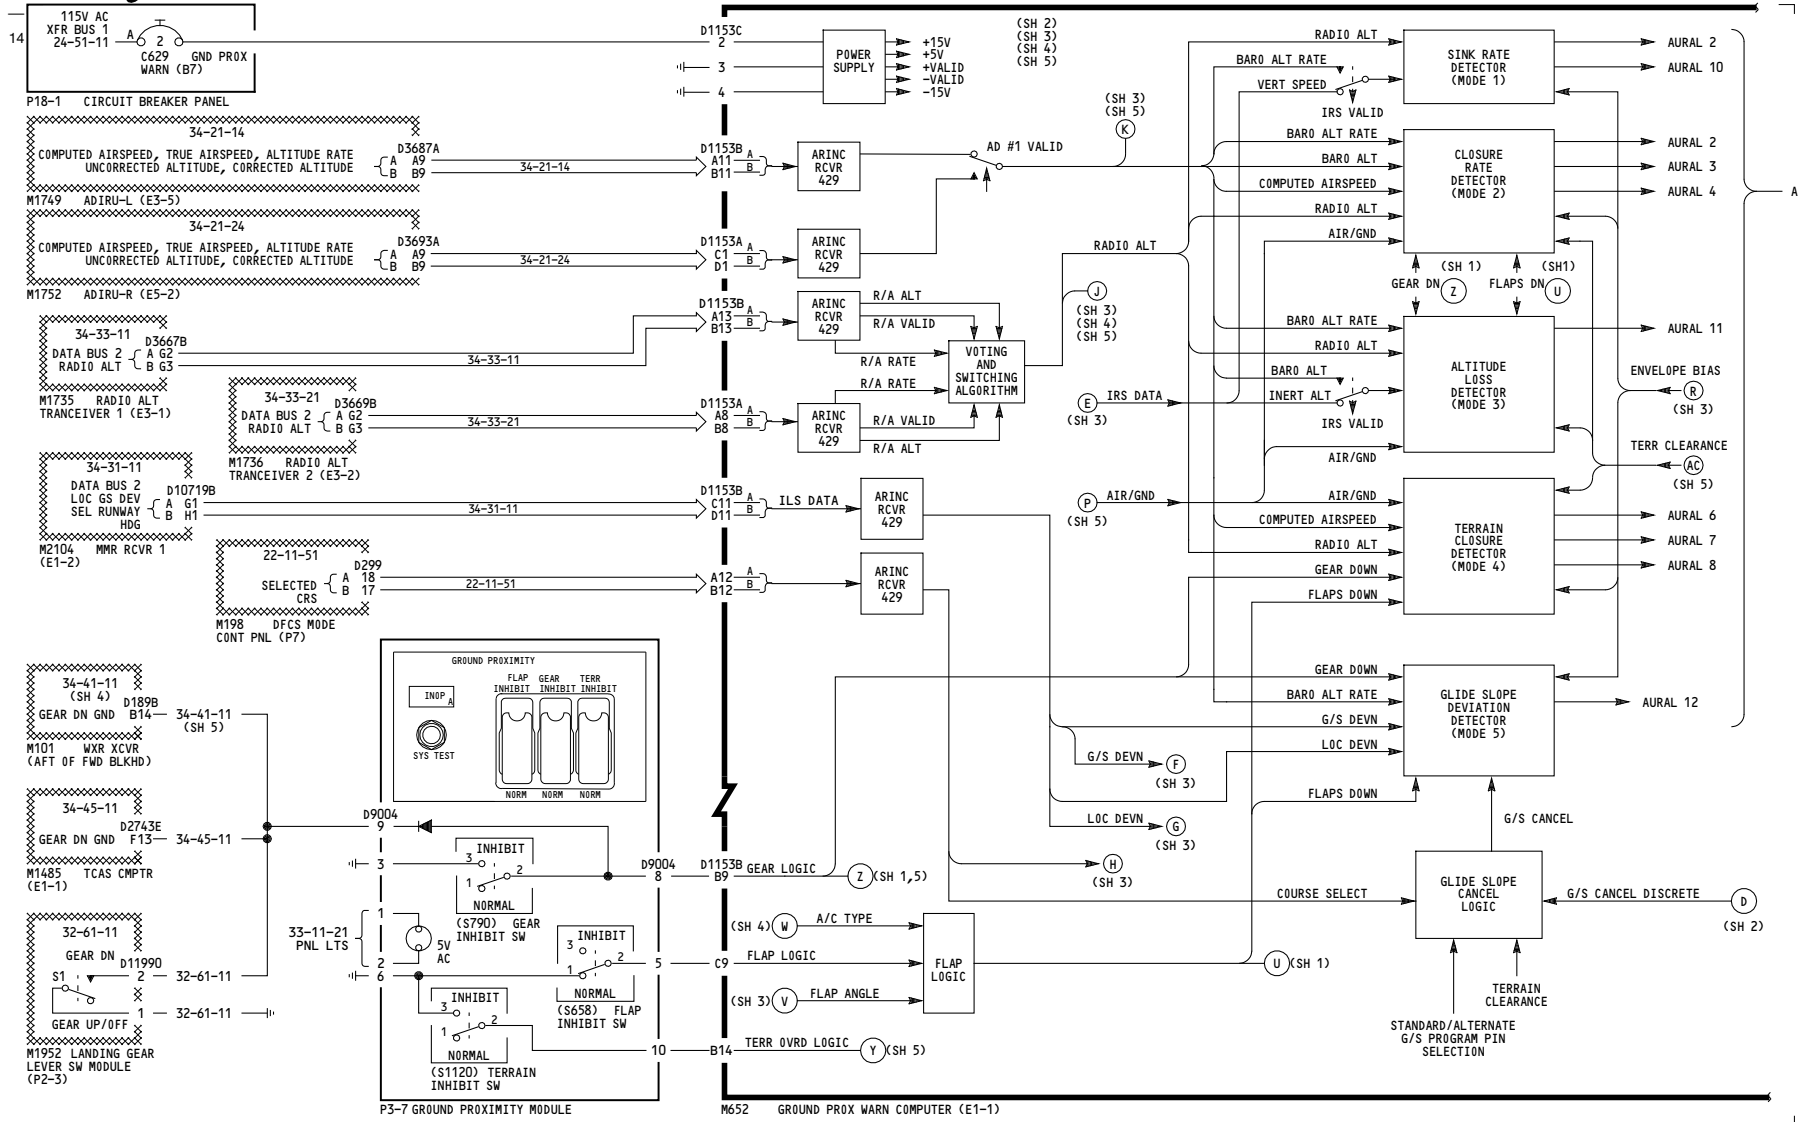 14
115V AC
XFR BUS 1
24-51-11
A
2
C629 GND PROX
WARN (B7)
P18-1 CIRCUIT BREAKER PANEL
34-21-14
COMPUTED AIRSPEED, TRUE AIRSPEED, ALTITUDE RATE
UNCORRECTED ALTITUDE, CORRECTED ALTITUDE
D3687A
A A9
B B9
34-21-14
M1749 ADIRU-L (E3-5)
34-21-24
COMPUTED AIRSPEED, TRUE AIRSPEED, ALTITUDE RATE
UNCORRECTED ALTITUDE, CORRECTED ALTITUDE
D3693A
A A9
B B9
34-21-24
M1752 ADIRU-R (E5-2)
34-33-11
D3667B
DATA BUS 2 A G2
RADIO ALT B G3
34-33-11
M1735 RADIO ALT
TRANCEIVER 1 (E3-1)
34-33-21
D3669B
DATA BUS 2 A G2
RADIO ALT B G3
34-33-21
M1736 RADIO ALT
TRANCEIVER 2 (E3-2)
34-31-11
DATA BUS 2
LOC GS DEV
SEL RUNWAY
HDG
D10719B
A G1
B H1
34-31-11
M2104 MMR RCVR 1
(E1-2)
22-11-51
D299
SELECTED
CRS
A 18
B 17
22-11-51
M198 DFCS MODE
CONT PNL (P7)
34-41-11
(SH 4)
D189B
GEAR DN GND B14
34-41-11
(SH 5)
M101 WXR XCVR
(AFT OF FWD BLKHD)
34-45-11
D2743E
GEAR DN GND F13
34-45-11
M1485 TCAS CMPTR
(E1-1)
32-61-11
GEAR DN
D11990
S1
2
32-61-11
1
32-61-11
GEAR UP/OFF
M1952 LANDING GEAR
LEVER SW MODULE
(P2-3)
GROUND PROXIMITY
INOP
A
SYS TEST
FLAP
INHIBIT
GEAR
INHIBIT
TERR
INHIBIT
NORM NORM NORM
D9004
9
3
INHIBIT
3
2
1
NORMAL
(S790) GEAR
INHIBIT SW
D9004
8
1
33-11-21
PNL LTS
2
5V
AC
6
INHIBIT
3
2
1
NORMAL
(S658) FLAP
INHIBIT SW
5
INHIBIT
3
2
1
NORMAL
(S1120) TERRAIN
INHIBIT SW
10
P3-7 GROUND PROXIMITY MODULE
D1153C
2
3
4
POWER
SUPPLY
+15V
+5V
+VALID
-VALID
-15V
(SH 2)
(SH 3)
(SH 4)
(SH 5)
D1153B
A11 A
B11 B
ARINC
RCVR
429
AD #1 VALID
(SH 3)
(SH 5)
K
D1153A
C1 A
D1 B
ARINC
RCVR
429
D1153B
A13 A
B13 B
ARINC
RCVR
429
R/A ALT
R/A VALID
R/A RATE
VOTING
AND
SWITCHING
ALGORITHM
R/A RATE
D1153A
A8 A
B8 B
ARINC
RCVR
429
R/A VALID
R/A ALT
RADIO ALT
J
(SH 3)
(SH 4)
(SH 5)
E
IRS DATA
(SH 3)
D1153B
C11 A
D11 B
ILS DATA
ARINC
RCVR
429
P
AIR/GND
(SH 5)
A12 A
B12 B
ARINC
RCVR
429
G/S DEVN
F
(SH 3)
LOC DEVN
G
(SH 3)
H
(SH 3)
D1153B
B9
GEAR LOGIC
Z
(SH 1,5)
(SH 4)
W
A/C TYPE
C9
FLAP LOGIC
FLAP
LOGIC
U
(SH 1)
(SH 3)
V
FLAP ANGLE
B14
TERR OVRD LOGIC
Y
(SH 5)
M652 GROUND PROX WARN COMPUTER (E1-1)
RADIO ALT
BARO ALT RATE
VERT SPEED
IRS VALID
SINK RATE
DETECTOR
(MODE 1)
AURAL 2
AURAL 10
BARO ALT RATE
BARO ALT
COMPUTED AIRSPEED
RADIO ALT
AIR/GND
CLOSURE
RATE
DETECTOR
(MODE 2)
AURAL 2
AURAL 3
AURAL 4
A
(SH 1)
GEAR DN
Z
(SH1)
FLAPS DN
U
BARO ALT RATE
RADIO ALT
BARO ALT
INERT ALT
IRS VALID
AIR/GND
ALTITUDE
LOSS
DETECTOR
(MODE 3)
AURAL 11
ENVELOPE BIAS
R
(SH 3)
TERR CLEARANCE
AC
(SH 5)
AIR/GND
COMPUTED AIRSPEED
RADIO ALT
GEAR DOWN
FLAPS DOWN
TERRAIN
CLOSURE
DETECTOR
(MODE 4)
AURAL 6
AURAL 7
AURAL 8
GEAR DOWN
BARO ALT RATE
G/S DEVN
LOC DEVN
FLAPS DOWN
GLIDE SLOPE
DEVIATION
DETECTOR
(MODE 5)
AURAL 12
G/S CANCEL
COURSE SELECT
GLIDE SLOPE
CANCEL
LOGIC
G/S CANCEL DISCRETE
D
(SH 2)
TERRAIN
CLEARANCE
STANDARD/ALTERNATE
G/S PROGRAM PIN
SELECTION